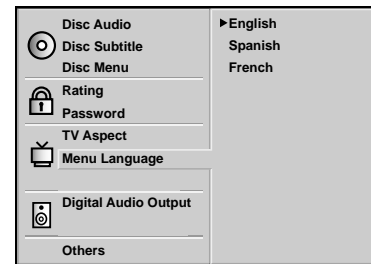 Disc Audio
Disc Subtitle
Disc Menu
Rating
Password
TV Aspect
Menu Language
Digital Audio Output
Others
English
Spanish
French